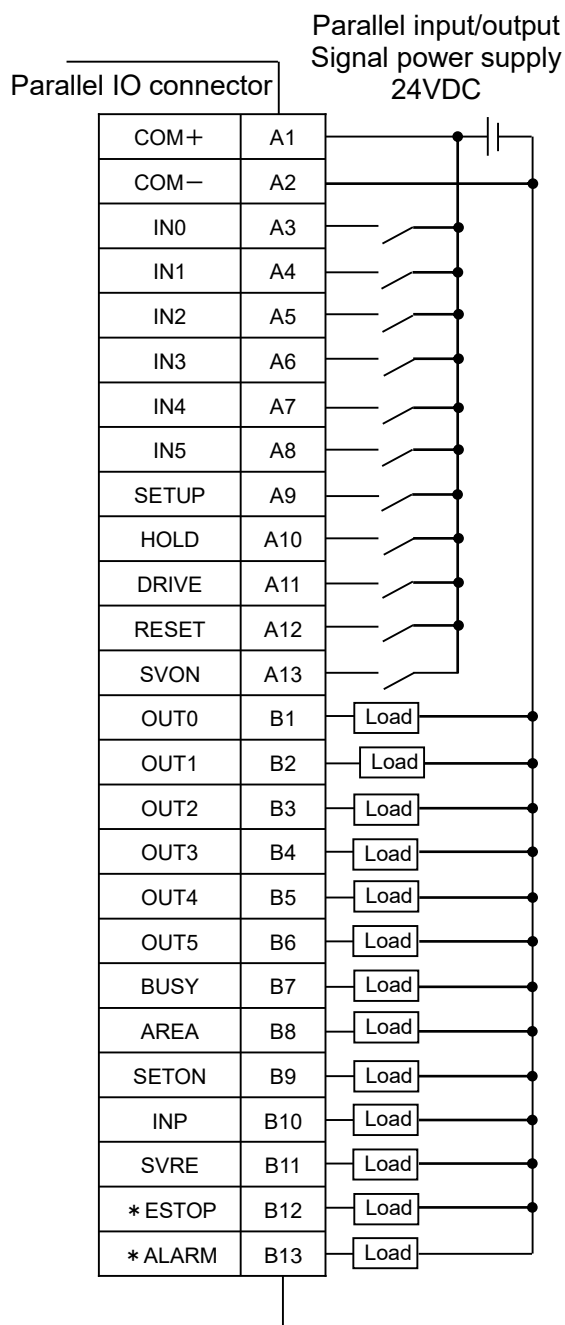 Parallel input/output
Signal power supply
24VDC
Parallel IO connector
COM＋ A1
COM－ A2
IN0 A3
IN1 A4
IN2 A5
IN3 A6
IN4 A7
IN5 A8
SETUP A9
HOLD A10
DRIVE A11
RESET A12
SVON A13
OUT0 B1 Load
OUT1 B2 Load
OUT2 B3 Load
OUT3 B4 Load
OUT4 B5 Load
OUT5 B6 Load
BUSY B7 Load
AREA B8 Load
SETON B9 Load
INP B10 Load
SVRE B11 Load
*ESTOP B12 Load
*ALARM B13 Load